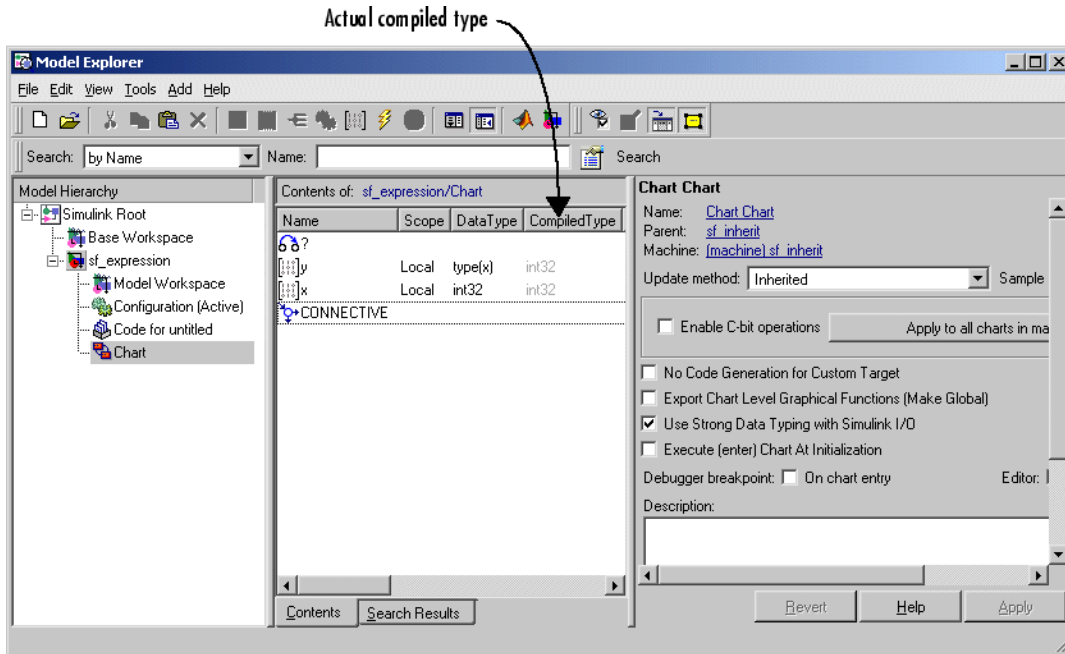 Actual compiled type
Model Explorer
File Edit View Tools Add Help
Search: by Name Name: Search
Model Hierarchy
Simulink Root
Base Workspace
sf_expression
Model Workspace
Configuration (Active)
Code for untitled
Chart
Contents of: sf_expression/Chart
Name Scope DataType CompiledType
?
y Local type(x) int32
x Local int32 int32
CONNECTIVE
Contents Search Results
Chart Chart
Name: Chart Chart
Parent: sf_inherit
Machine: (machine) sf_inherit
Update method: Inherited Sample
Enable C-bit operations Apply to all charts in ma
No Code Generation for Custom Target
Export Chart Level Graphical Functions (Make Global)
Use Strong Data Typing with Simulink I/O
Execute (enter) Chart At Initialization
Debugger breakpoint: On chart entry Editor:
Description:
Revert Help Apply